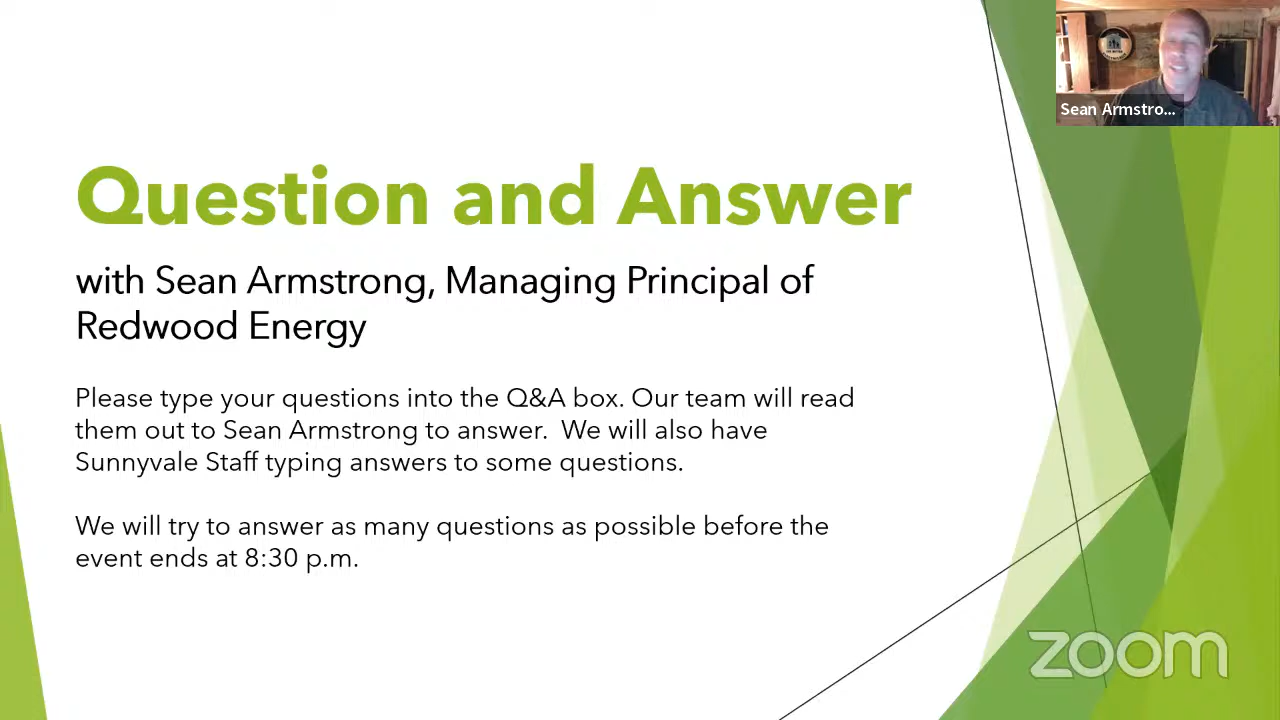 Sean Armstro...
Question and Answer
with Sean Armstrong, Managing Principal of
Redwood Energy
Please type your questions into the Q&A box. Our team will read
them out to Sean Armstrong to answer.  We will also have
Sunnyvale Staff typing answers to some questions.
We will try to answer as many questions as possible before the
event ends at 8:30 p.m.
zoom